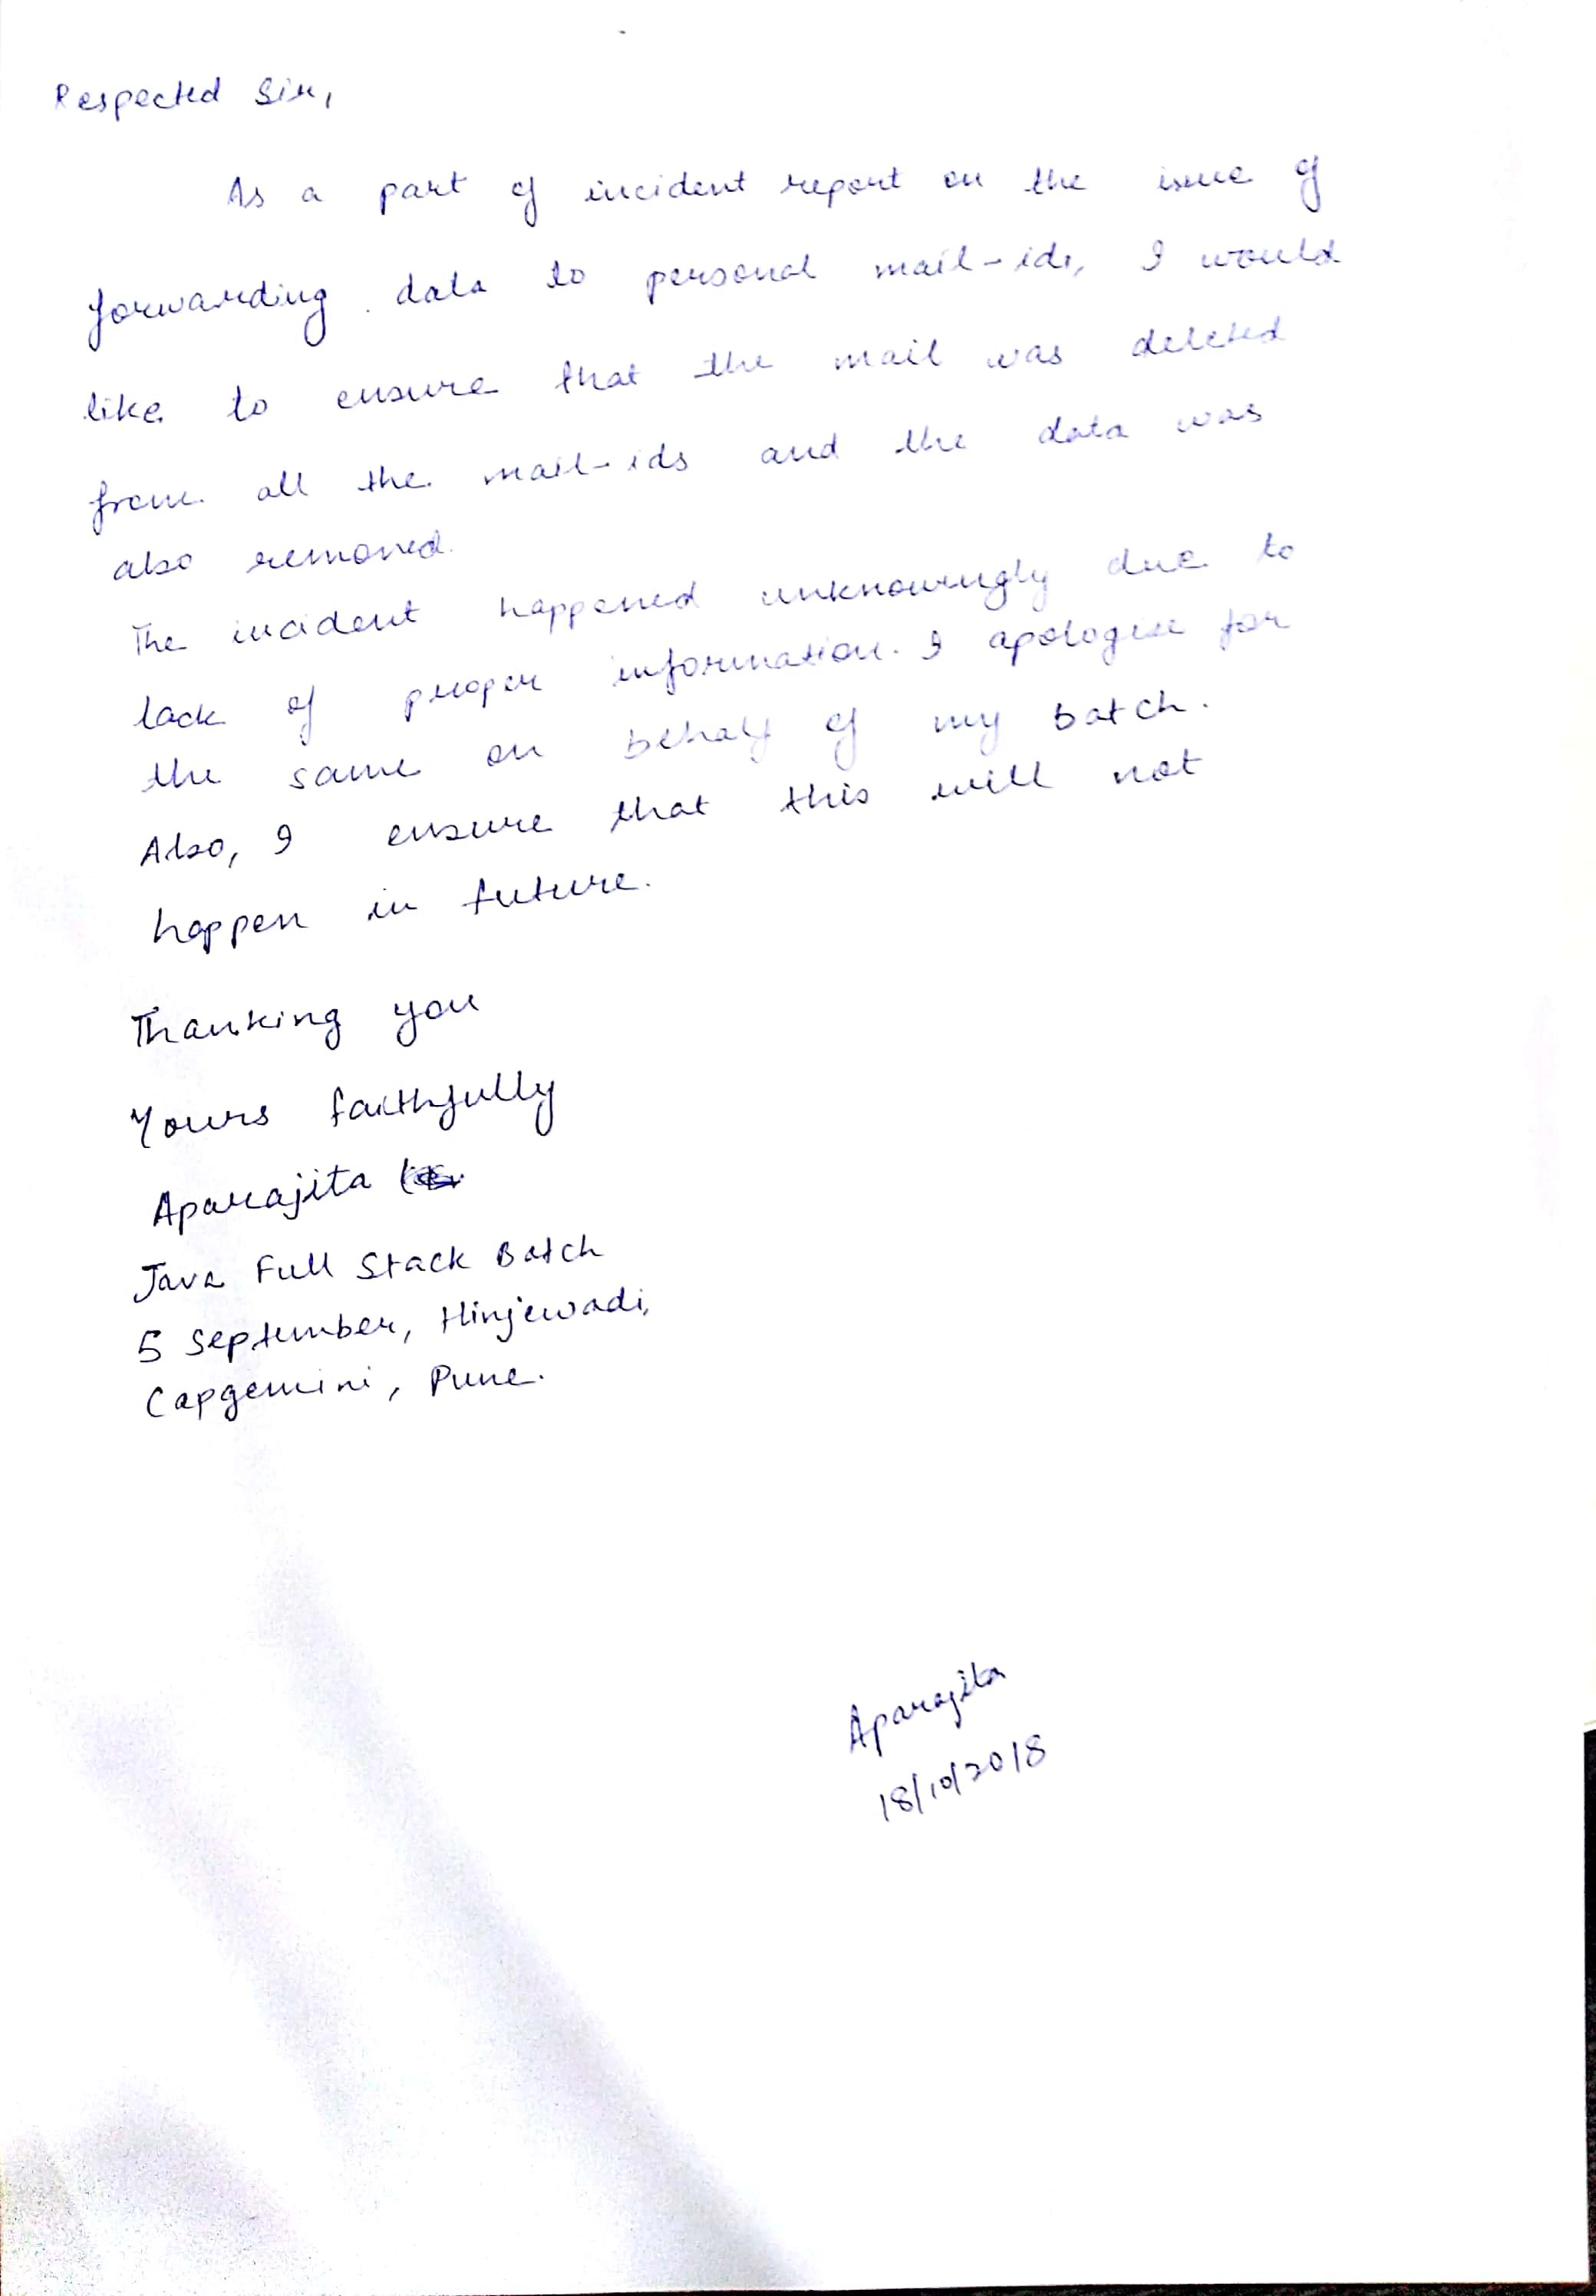 Respected Sir,
As a part of incident report on the issue of
forwarding data to personal mail-ids, I would
like to ensure that the mail was deleted
from all the mail-ids and the data was
also removed.
The incident happened unknowingly due to
lack of proper information. I apologise for
the same on behalf of my batch.
Also, I ensure that this will not
happen in future.
Thanking you
Yours faithfully
Aparajita
Java Full Stack Batch
5 September, Hinjewadi,
Capgemini, Pune.
Aparajita
18/10/2018